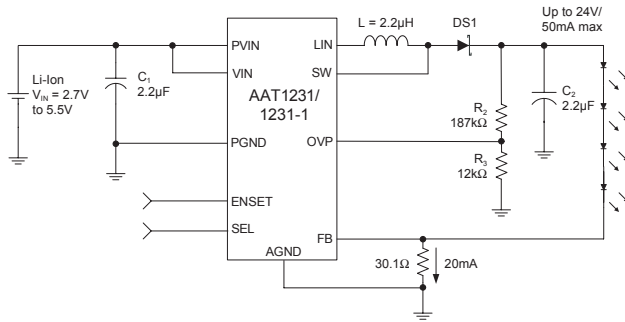 Li-Ion
V_IN = 2.7V
to 5.5V
C₁
2.2µF
PVIN
VIN
PGND
ENSET
SEL
AGND
AAT1231/
1231-1
LIN
SW
OVP
FB
L = 2.2µH
DS1
Up to 24V/
50mA max
R₂
187kΩ
R₃
12kΩ
C₂
2.2µF
30.1Ω
20mA